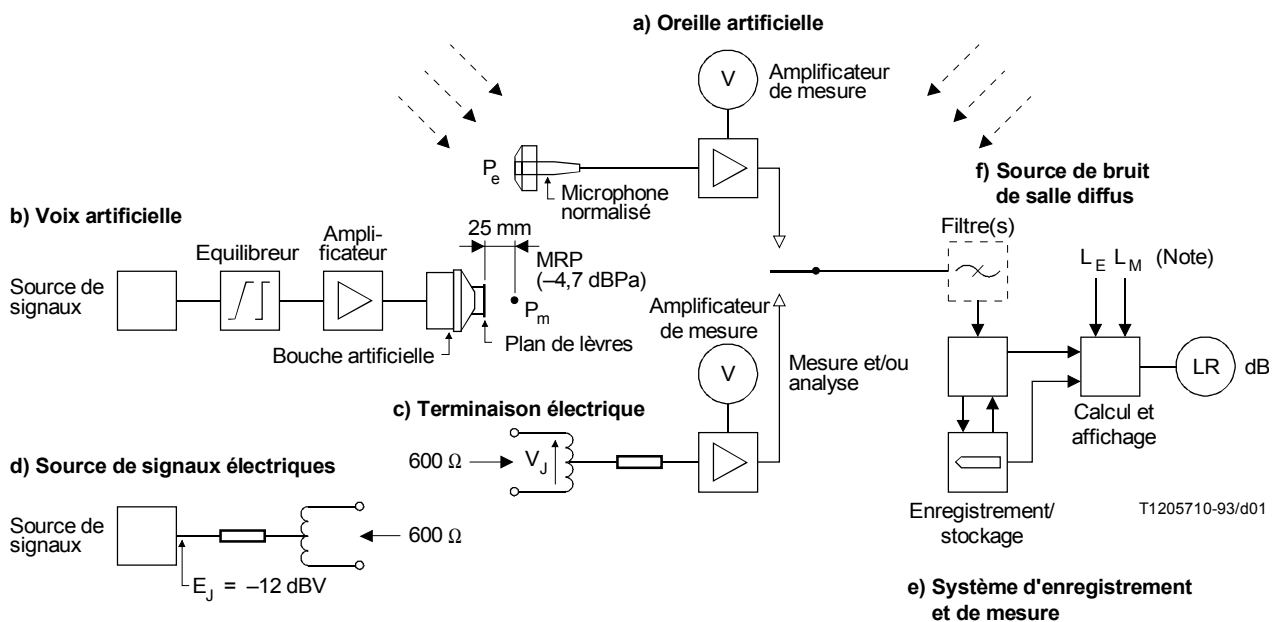 a) Oreille artificielle
V
Amplificateur
de mesure
P e
Microphone
normalisé
f) Source de bruit
de salle diffus
b) Voix artificielle
Equilibreur
Ampli-
ficateur
25 mm
MRP
(–4,7 dBPa)
P m
Source de
signaux
Bouche artificielle
Plan de lèvres
Filtre(s)
L E
L M
(Note)
Amplificateur
de mesure
V
Mesure et/ou
analyse
LR
dB
Calcul et
affichage
c) Terminaison électrique
600 Ω
V J
d) Source de signaux électriques
Source de
signaux
600 Ω
E J = –12 dBV
Enregistrement/
stockage
T1205710-93/d01
e) Système d'enregistrement
et de mesure